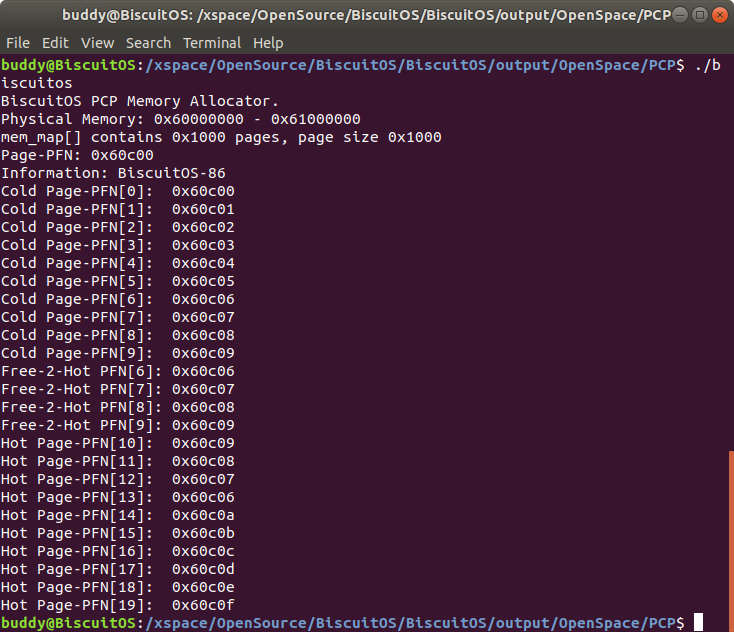 buddy@BiscuitOS: /xspace/OpenSource/BiscuitOS/BiscuitOS/output/OpenSpace/PCP
File Edit View Search Terminal Help
buddy@BiscuitOS:/xspace/OpenSource/BiscuitOS/BiscuitOS/output/OpenSpace/PCP$ ./b
iscuitos
BiscuitOS PCP Memory Allocator.
Physical Memory: 0x60000000 - 0x61000000
mem_map[] contains 0x1000 pages, page size 0x1000
Page-PFN: 0x60c00
Information: BiscuitOS-86
Cold Page-PFN[0]:  0x60c00
Cold Page-PFN[1]:  0x60c01
Cold Page-PFN[2]:  0x60c02
Cold Page-PFN[3]:  0x60c03
Cold Page-PFN[4]:  0x60c04
Cold Page-PFN[5]:  0x60c05
Cold Page-PFN[6]:  0x60c06
Cold Page-PFN[7]:  0x60c07
Cold Page-PFN[8]:  0x60c08
Cold Page-PFN[9]:  0x60c09
Free-2-Hot PFN[6]: 0x60c06
Free-2-Hot PFN[7]: 0x60c07
Free-2-Hot PFN[8]: 0x60c08
Free-2-Hot PFN[9]: 0x60c09
Hot Page-PFN[10]:  0x60c09
Hot Page-PFN[11]:  0x60c08
Hot Page-PFN[12]:  0x60c07
Hot Page-PFN[13]:  0x60c06
Hot Page-PFN[14]:  0x60c0a
Hot Page-PFN[15]:  0x60c0b
Hot Page-PFN[16]:  0x60c0c
Hot Page-PFN[17]:  0x60c0d
Hot Page-PFN[18]:  0x60c0e
Hot Page-PFN[19]:  0x60c0f
buddy@BiscuitOS:/xspace/OpenSource/BiscuitOS/BiscuitOS/output/OpenSpace/PCP$